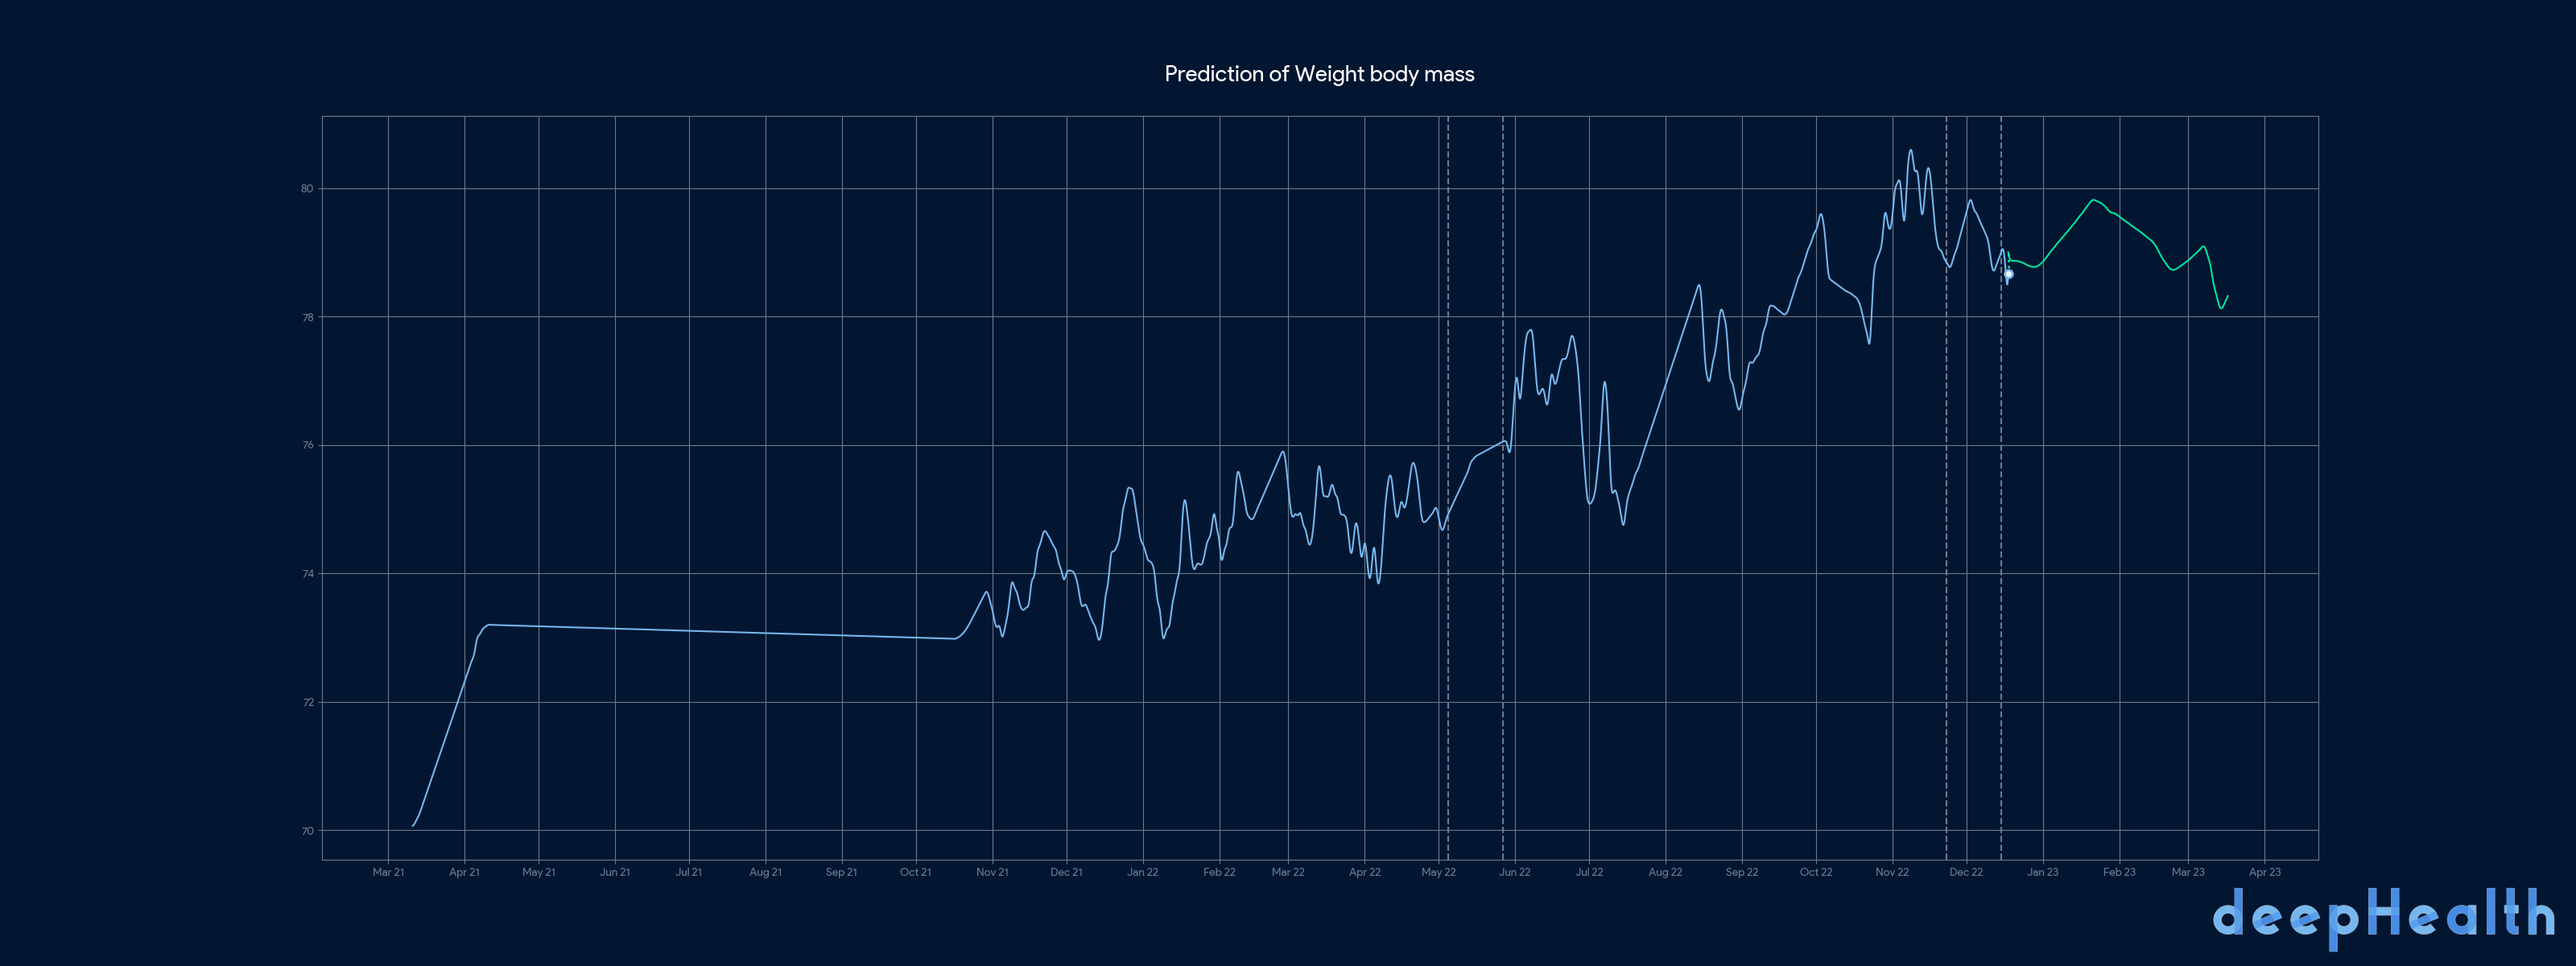 Prediction of Weight body mass
80
78
76
74
72
70
Mar 21 Apr 21 May 21 Jun 21 Jul 21 Aug 21 Sep 21 Oct 21 Nov 21 Dec 21 Jan 22 Feb 22 Mar 22 Apr 22 May 22 Jun 22 Jul 22 Aug 22 Sep 22 Oct 22 Nov 22 Dec 22 Jan 23 Feb 23 Mar 23 Apr 23
deepHealth